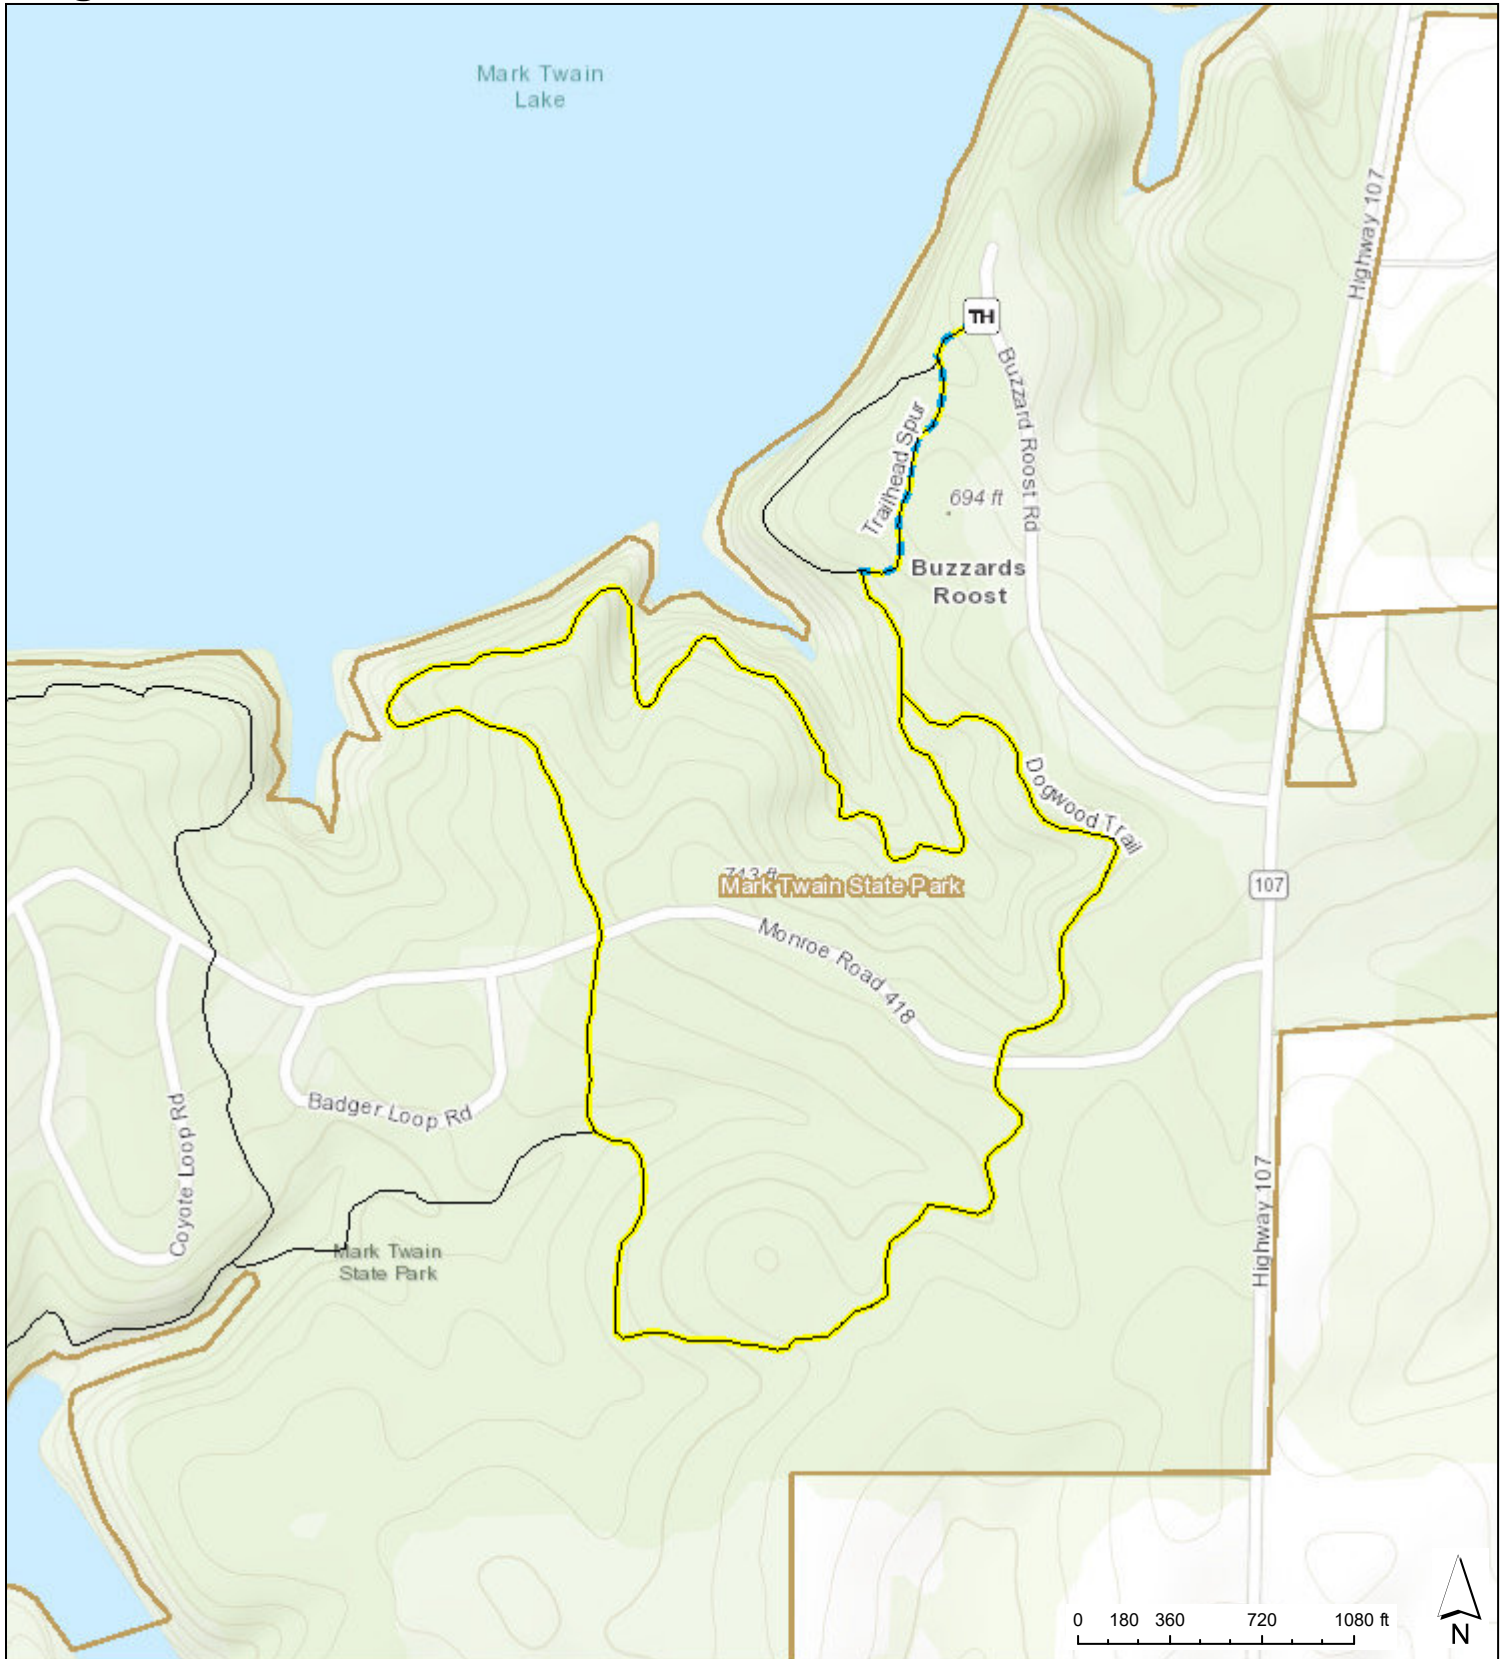 Mark Twain
Lake
Highway 107
TH
Buzzard Roost Rd
Trailhead Spur
694 ft
Buzzards
Roost
Dogwood Trail
743 ft
Mark Twain State Park
107
Monroe Road 418
Badger Loop Rd
Coyote Loop Rd
Mark Twain
State Park
Highway 107
0 180 360 720 1080 ft
N